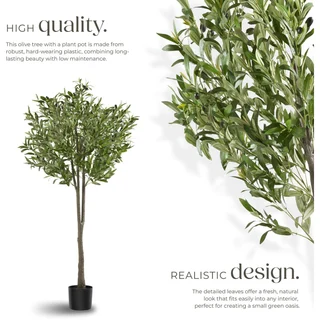 HIGH quality.
This olive tree with a plant pot is made from
robust, hard-wearing plastic, combining long-
lasting beauty with low maintenance.
REALISTIC design.
The detailed leaves offer a fresh, natural
look that fits easily into any interior,
perfect for creating a small green oasis.